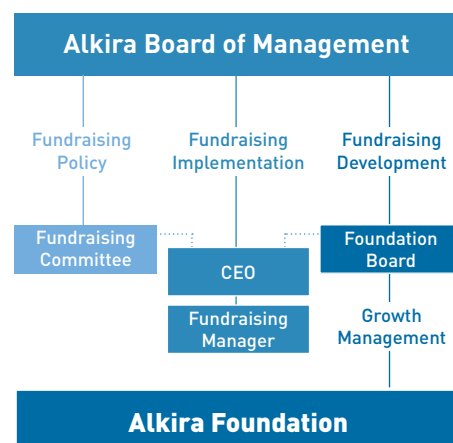 Alkira Board of Management
Fundraising
Policy
Fundraising
Implementation
Fundraising
Development
Fundraising
Committee
CEO
Foundation
Board
Fundraising
Manager
Growth
Management
Alkira Foundation